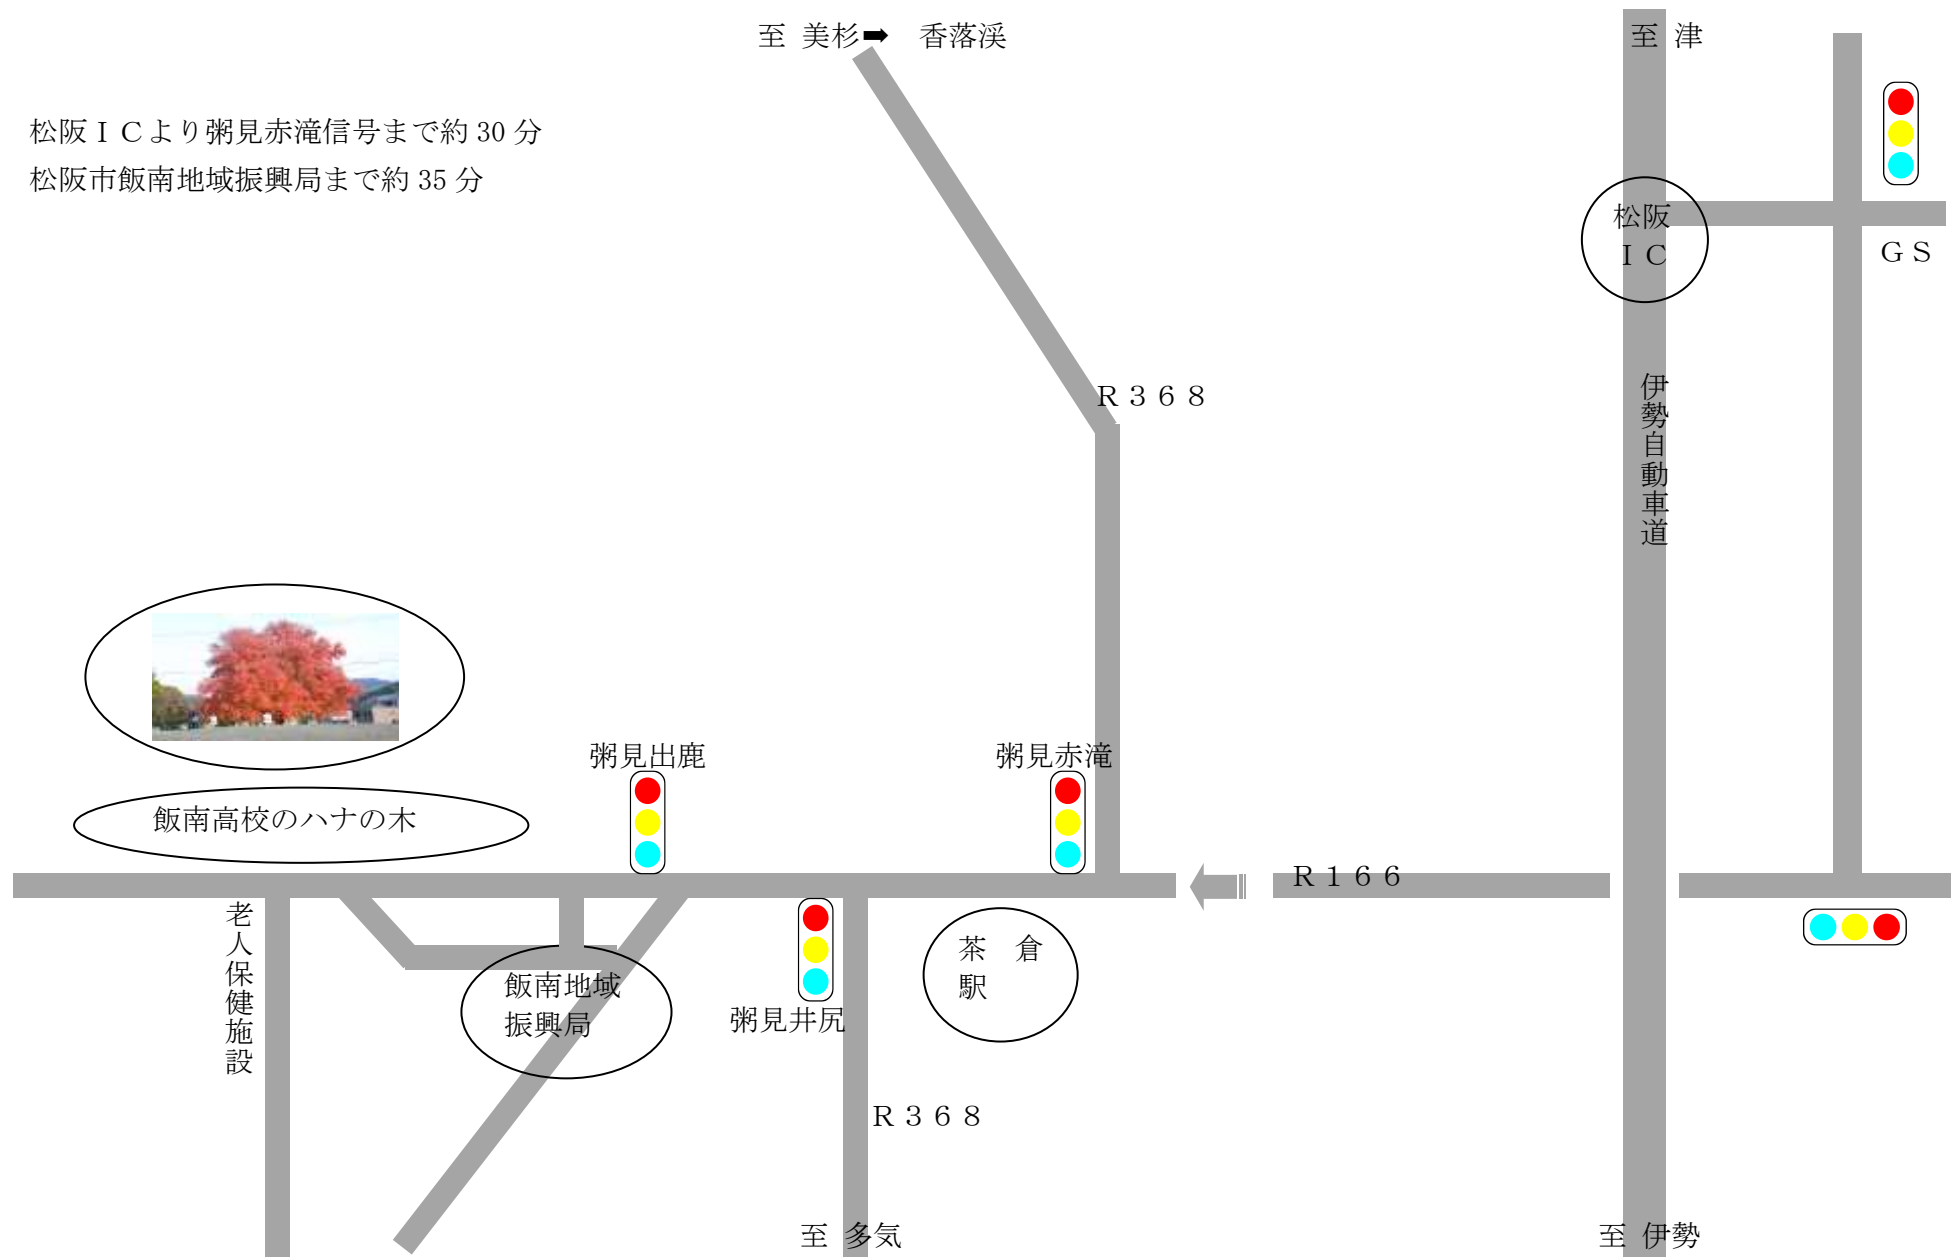 至 美杉➡ 香落渓
至 津
松阪ＩＣより粥見赤滝信号まで約 30 分
松阪市飯南地域振興局まで約 35 分
松阪
ＩＣ
ＧＳ
Ｒ３６８
伊勢自動車道
粥見出鹿
粥見赤滝
飯南高校のハナの木
Ｒ１６６
老人保健施設
飯南地域
振興局
粥見井尻
茶 倉
駅
Ｒ３６８
至 多気
至 伊勢